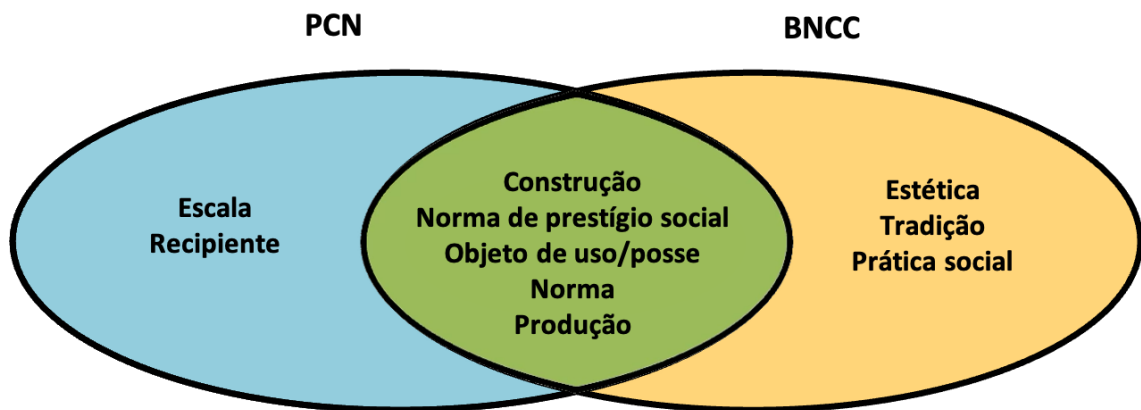 PCN
BNCC
Escala
Recipiente
Construção
Norma de prestígio social
Objeto de uso/posse
Norma
Produção
Estética
Tradição
Prática social